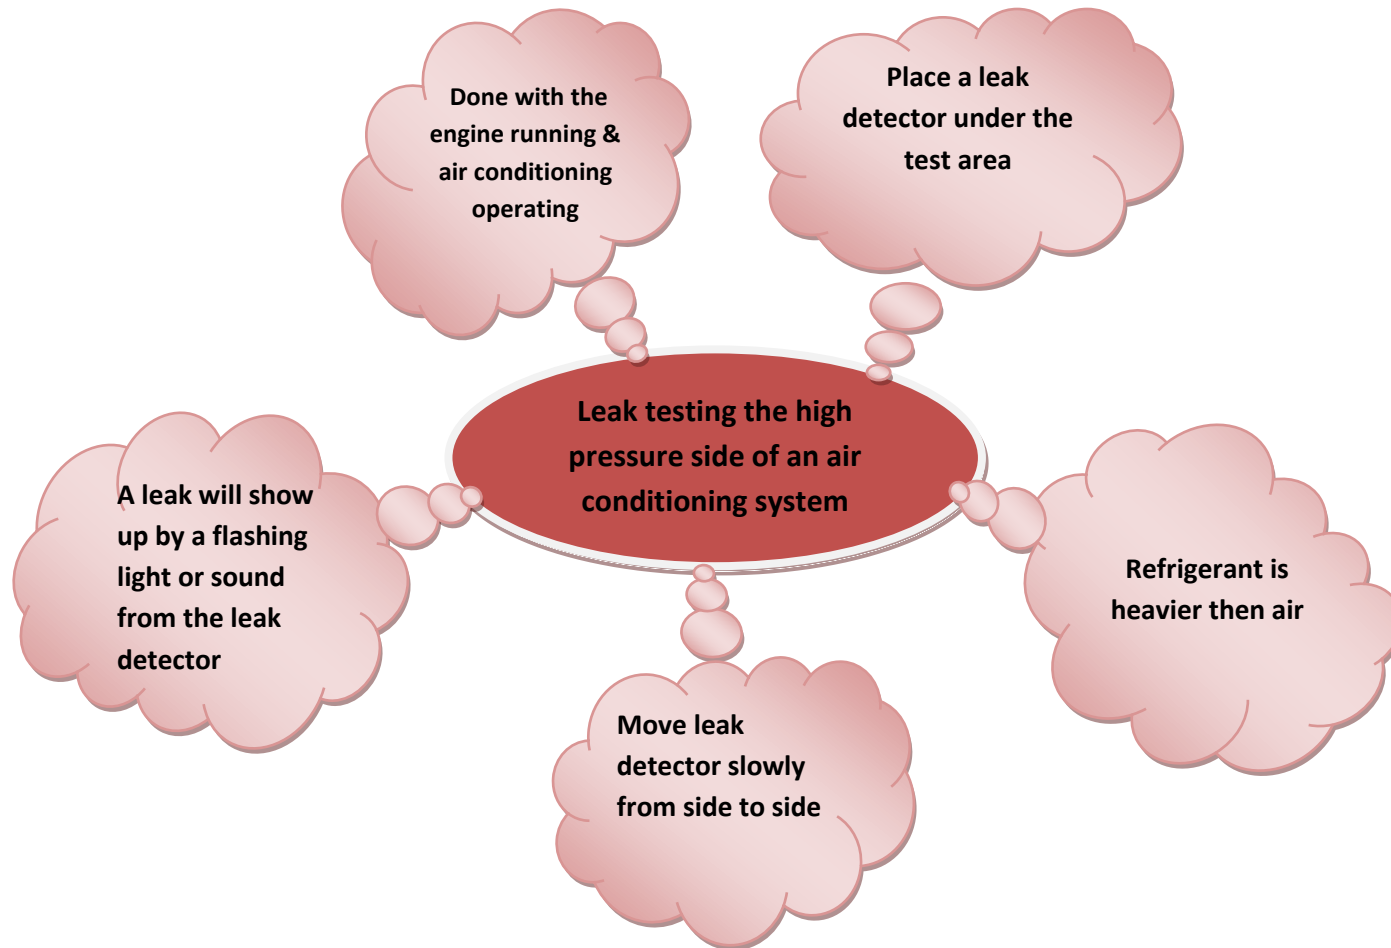 Done with the
engine running &
air conditioning
operating
Place a leak
detector under the
test area
Leak testing the high
pressure side of an air
conditioning system
A leak will show
up by a flashing
light or sound
from the leak
detector
Refrigerant is
heavier then air
Move leak
detector slowly
from side to side